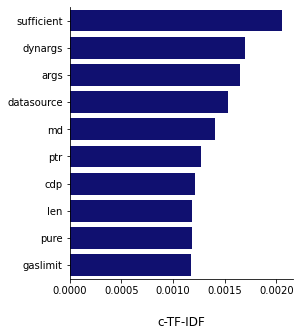 sufficient
dynargs
args
datasource
md
ptr
cdp
len
pure
gaslimit
0.0000 0.0005 0.0010 0.0015 0.0020
c-TF-IDF